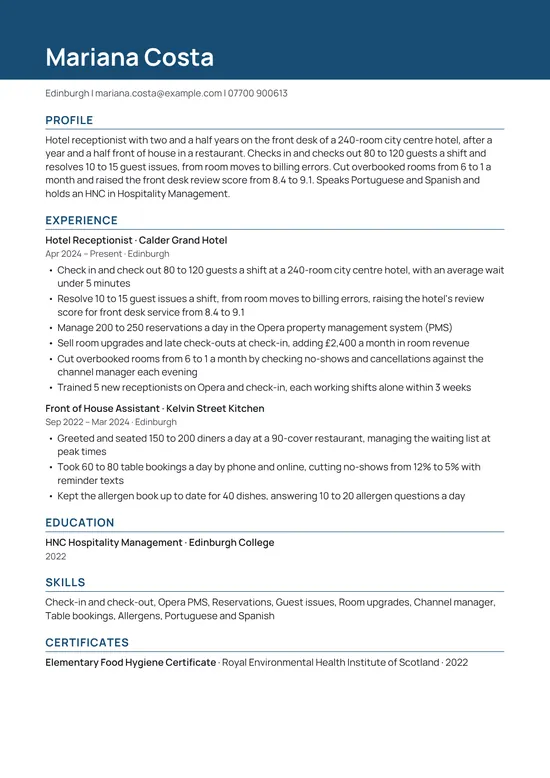 Mariana Costa
Edinburgh | mariana.costa@example.com | 07700 900613
PROFILE
Hotel receptionist with two and a half years on the front desk of a 240-room city centre hotel, after a
year and a half front of house in a restaurant. Checks in and checks out 80 to 120 guests a shift and
resolves 10 to 15 guest issues, from room moves to billing errors. Cut overbooked rooms from 6 to 1 a
month and raised the front desk review score from 8.4 to 9.1. Speaks Portuguese and Spanish and
holds an HNC in Hospitality Management.
EXPERIENCE
Hotel Receptionist · Calder Grand Hotel
Apr 2024 – Present · Edinburgh
• Check in and check out 80 to 120 guests a shift at a 240-room city centre hotel, with an average wait
under 5 minutes
• Resolve 10 to 15 guest issues a shift, from room moves to billing errors, raising the hotel's review
score for front desk service from 8.4 to 9.1
• Manage 200 to 250 reservations a day in the Opera property management system (PMS)
• Sell room upgrades and late check-outs at check-in, adding £2,400 a month in room revenue
• Cut overbooked rooms from 6 to 1 a month by checking no-shows and cancellations against the
channel manager each evening
• Trained 5 new receptionists on Opera and check-in, each working shifts alone within 3 weeks
Front of House Assistant · Kelvin Street Kitchen
Sep 2022 – Mar 2024 · Edinburgh
• Greeted and seated 150 to 200 diners a day at a 90-cover restaurant, managing the waiting list at
peak times
• Took 60 to 80 table bookings a day by phone and online, cutting no-shows from 12% to 5% with
reminder texts
• Kept the allergen book up to date for 40 dishes, answering 10 to 20 allergen questions a day
EDUCATION
HNC Hospitality Management · Edinburgh College
2022
SKILLS
Check-in and check-out, Opera PMS, Reservations, Guest issues, Room upgrades, Channel manager,
Table bookings, Allergens, Portuguese and Spanish
CERTIFICATES
Elementary Food Hygiene Certificate · Royal Environmental Health Institute of Scotland · 2022